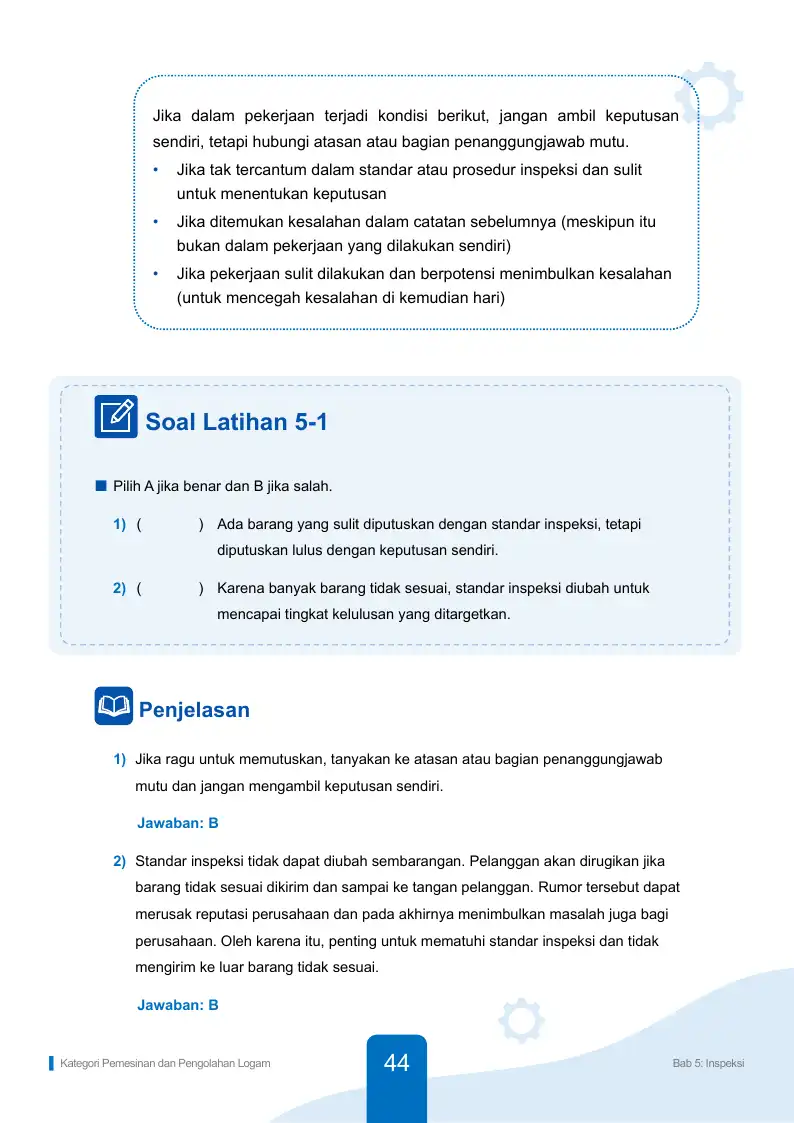 Jika dalam pekerjaan terjadi kondisi berikut, jangan ambil keputusan
sendiri, tetapi hubungi atasan atau bagian penanggungjawab mutu.
• Jika tak tercantum dalam standar atau prosedur inspeksi dan sulit
untuk menentukan keputusan
• Jika ditemukan kesalahan dalam catatan sebelumnya (meskipun itu
bukan dalam pekerjaan yang dilakukan sendiri)
• Jika pekerjaan sulit dilakukan dan berpotensi menimbulkan kesalahan
(untuk mencegah kesalahan di kemudian hari)
Soal Latihan 5-1
■ Pilih A jika benar dan B jika salah.
1) ( ) Ada barang yang sulit diputuskan dengan standar inspeksi, tetapi
diputuskan lulus dengan keputusan sendiri.
2) ( ) Karena banyak barang tidak sesuai, standar inspeksi diubah untuk
mencapai tingkat kelulusan yang ditargetkan.
Penjelasan
1) Jika ragu untuk memutuskan, tanyakan ke atasan atau bagian penanggungjawab
mutu dan jangan mengambil keputusan sendiri.
Jawaban: B
2) Standar inspeksi tidak dapat diubah sembarangan. Pelanggan akan dirugikan jika
barang tidak sesuai dikirim dan sampai ke tangan pelanggan. Rumor tersebut dapat
merusak reputasi perusahaan dan pada akhirnya menimbulkan masalah juga bagi
perusahaan. Oleh karena itu, penting untuk mematuhi standar inspeksi dan tidak
mengirim ke luar barang tidak sesuai.
Jawaban: B
Kategori Pemesinan dan Pengolahan Logam
44
Bab 5: Inspeksi